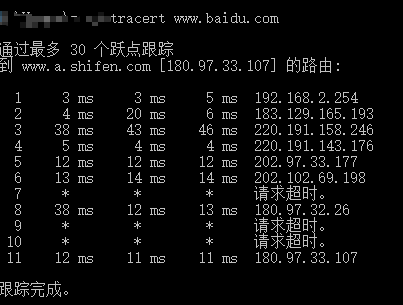 tracert www.baidu.com
通过最多 30 个跃点跟踪
到 www.a.shifen.com [180.97.33.107] 的路由:
1 3 ms 3 ms 5 ms 192.168.2.254
2 4 ms 20 ms 6 ms 183.129.165.193
3 38 ms 43 ms 46 ms 220.191.158.246
4 5 ms 4 ms 4 ms 220.191.143.176
5 12 ms 12 ms 12 ms 202.97.33.177
6 13 ms 14 ms 14 ms 202.102.69.198
7 * * * 请求超时。
8 38 ms 12 ms 13 ms 180.97.32.26
9 * * * 请求超时。
10 * * * 请求超时。
11 12 ms 11 ms 11 ms 180.97.33.107
跟踪完成。